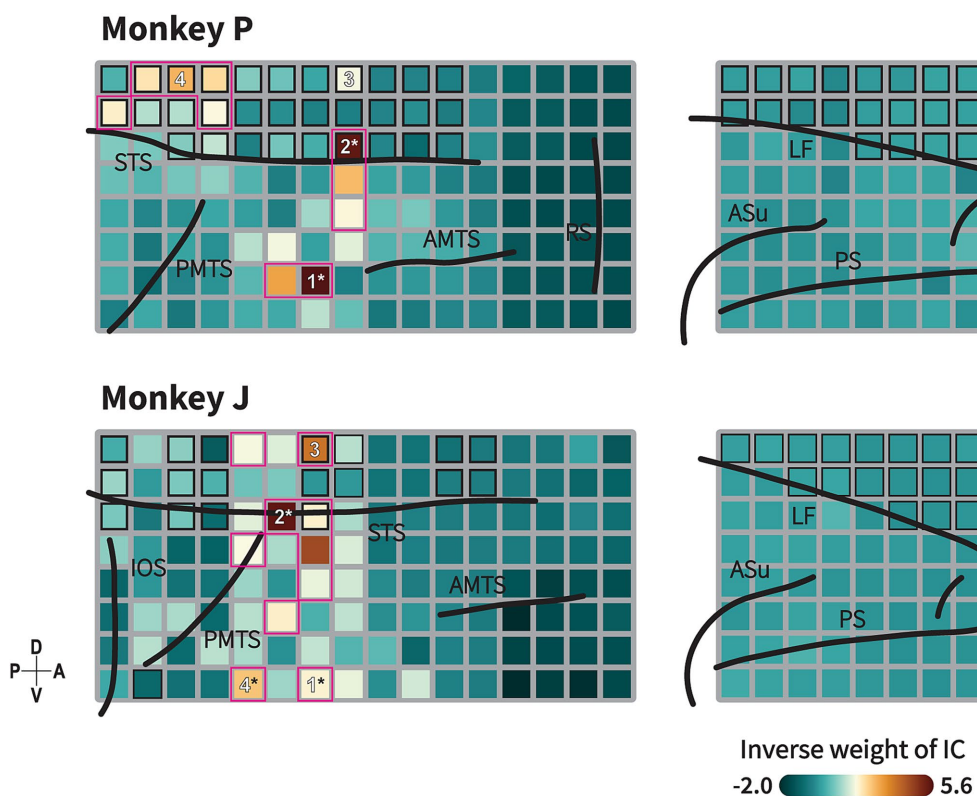 Monkey P
4
3
2*
STS
LF
ASu
AMTS
RS
PMTS
PS
1*
Monkey J
3
2*
STS
LF
IOS
ASu
AMTS
PMTS
PS
D
P A
V
4*
1*
Inverse weight of IC
-2.0 5.6